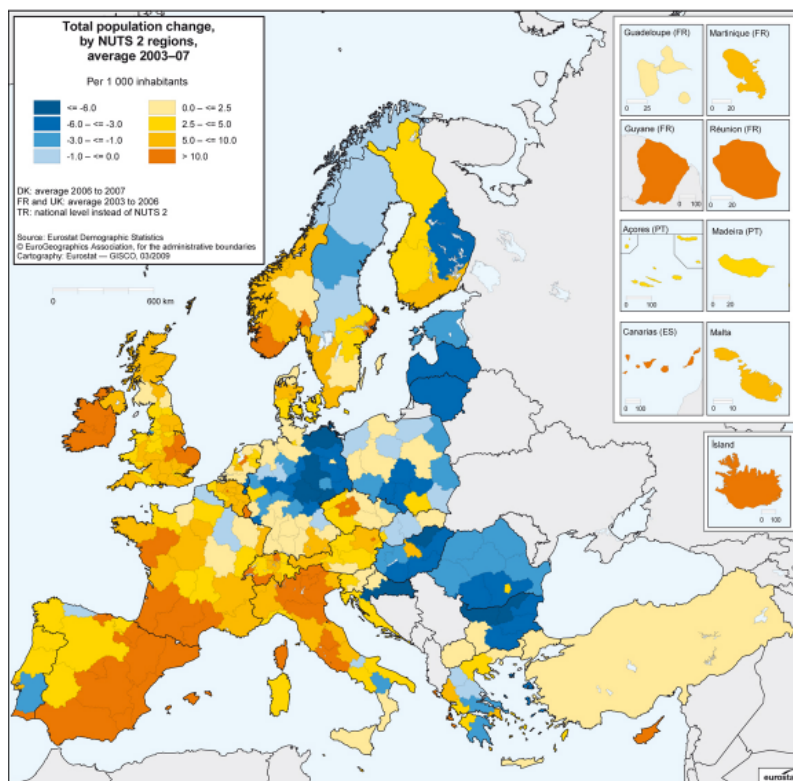 Total population change,
by NUTS 2 regions,
average 2003–07
Per 1 000 inhabitants
<= -6.0
-6.0 – <= -3.0
-3.0 – <= -1.0
-1.0 – <= 0.0
0.0 – <= 2.5
2.5 – <= 5.0
5.0 – <= 10.0
> 10.0
DK: average 2006 to 2007
FR and UK: average 2003 to 2006
TR: national level instead of NUTS 2
Source: Eurostat Demographic Statistics
© EuroGeographics Association, for the administrative boundaries
Cartography: Eurostat — GISCO, 03/2009
0 600 km
Guadeloupe (FR)
0 25
Martinique (FR)
0 20
Guyane (FR)
0 100
Réunion (FR)
0 20
Açores (PT)
0 100
Madeira (PT)
0 20
Canarias (ES)
0 100
Malta
0 10
Ísland
0 100
eurostat